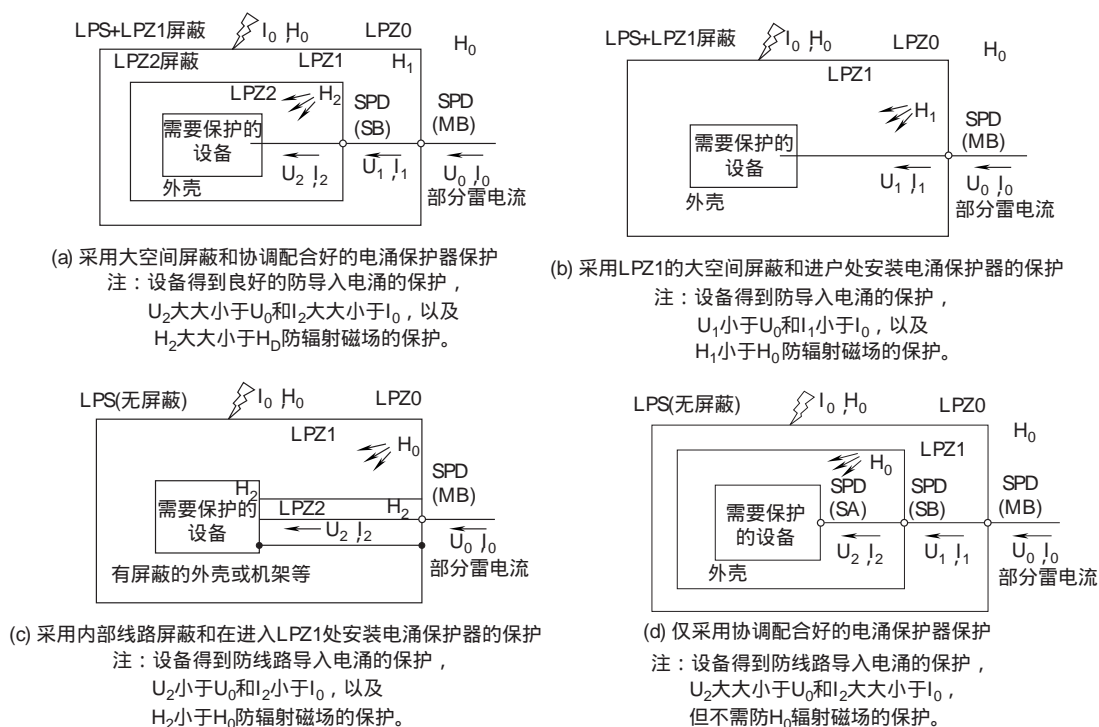 LPS+LPZ1屏蔽
I0 ,H0
LPZ0
H0
LPZ2屏蔽
LPZ1
H1
LPZ2
H2
SPD
(SB)
SPD
(MB)
需要保护的
设备
U2 ,I2
U1 ,I1
U0 ,I0
外壳
部分雷电流
(a) 采用大空间屏蔽和协调配合好的电涌保护器保护
注：设备得到良好的防导入电涌的保护，
U2大大小于U0和I2大大小于I0，以及
H2大大小于HD防辐射磁场的保护。
LPS+LPZ1屏蔽
I0 ,H0
LPZ0
H0
LPZ1
H1
SPD
(MB)
需要保护的
设备
U1 ,I1
U0 ,I0
外壳
部分雷电流
(b) 采用LPZ1的大空间屏蔽和进户处安装电涌保护器的保护
注：设备得到防导入电涌的保护，
U1小于U0和I1小于I0，以及
H1小于H0防辐射磁场的保护。
LPS(无屏蔽)
I0 ,H0
LPZ0
LPZ1
H0
SPD
(MB)
H2
LPZ2
H2
需要保护的
设备
U2 ,I2
U0 ,I0
有屏蔽的外壳或机架等
部分雷电流
(c) 采用内部线路屏蔽和在进入LPZ1处安装电涌保护器的保护
注：设备得到防线路导入电涌的保护，
U2小于U0和I2小于I0，以及
H2小于H0防辐射磁场的保护。
LPS(无屏蔽)
I0 ,H0
LPZ0
H0
LPZ1
H0
SPD
(SA)
SPD
(SB)
SPD
(MB)
需要保护
的设备
U2 ,I2
U1 ,I1
U0 ,I0
外壳
部分雷电流
(d) 仅采用协调配合好的电涌保护器保护
注：设备得到防线路导入电涌的保护，
U2大大小于U0和I2大大小于I0，
但不需防H0辐射磁场的保护。